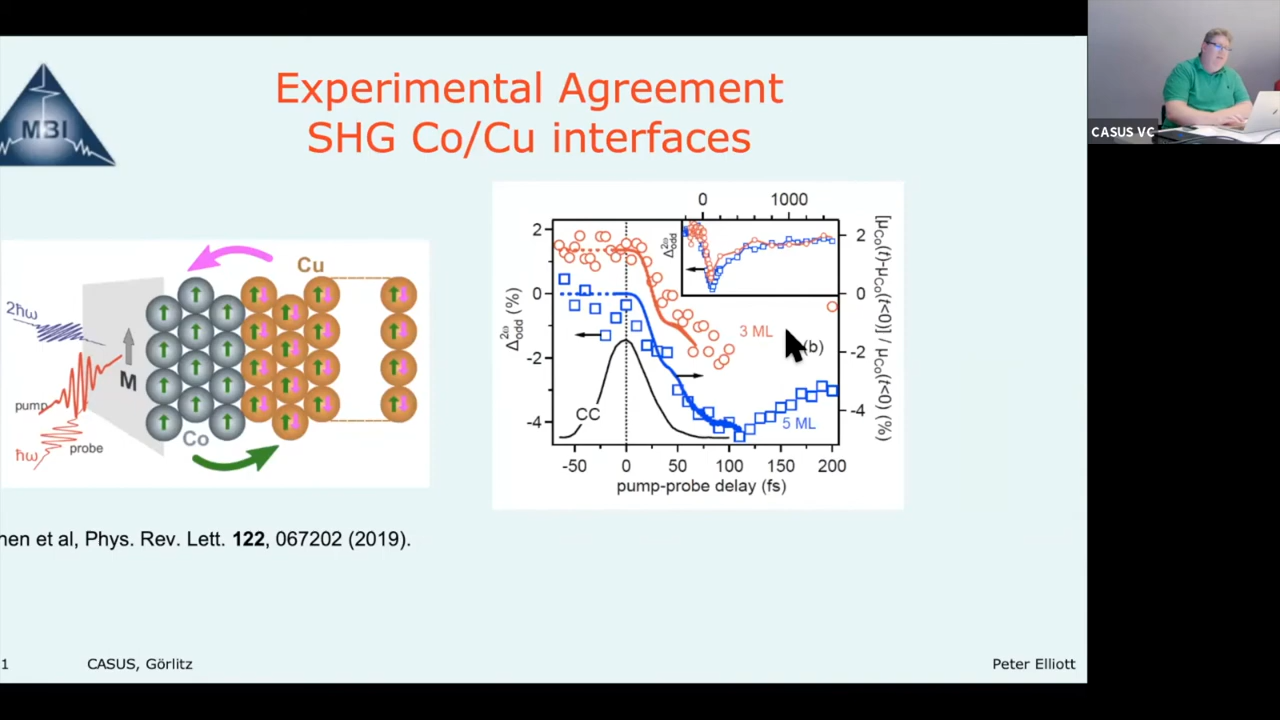 Experimental Agreement
SHG Co/Cu interfaces
MBI
CASUS VC
Cu
2ħω
M
pump
probe
ħω
Co
0 1000
2
0
-2
-4
Δ²ω odd (%)
Δ²ω odd
2
0
-2
-4
[μCo(t)-μCo(t<0)] / μCo(t<0) (%)
3 ML
(b)
5 ML
CC
-50 0 50 100 150 200
pump-probe delay (fs)
et al, Phys. Rev. Lett. 122, 067202 (2019).
1
CASUS, Görlitz
Peter Elliott